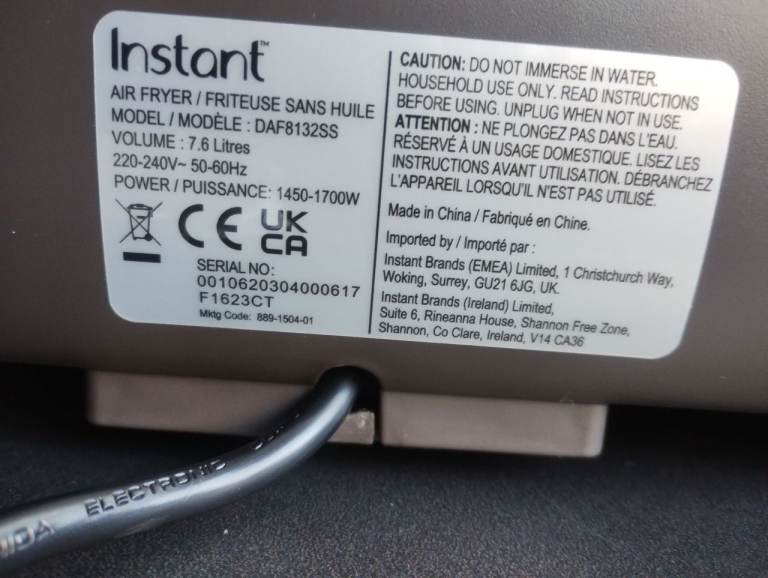 Instant™
AIR FRYER / FRITEUSE SANS HUILE
MODEL / MODÈLE : DAF8132SS
VOLUME : 7.6 Litres
220-240V~ 50-60Hz
POWER / PUISSANCE: 1450-1700W
CE UK
CA
SERIAL NO:
0010620304000617
F1623CT
Mktg Code: 889-1504-01
CAUTION: DO NOT IMMERSE IN WATER.
HOUSEHOLD USE ONLY. READ INSTRUCTIONS
BEFORE USING. UNPLUG WHEN NOT IN USE.
ATTENTION : NE PLONGEZ PAS DANS L'EAU.
RÉSERVÉ À UN USAGE DOMESTIQUE. LISEZ LES
INSTRUCTIONS AVANT UTILISATION. DÉBRANCHEZ
L'APPAREIL LORSQU'IL N'EST PAS UTILISÉ.
Made in China / Fabriqué en Chine.
Imported by / Importé par :
Instant Brands (EMEA) Limited, 1 Christchurch Way,
Woking, Surrey, GU21 6JG, UK.
Instant Brands (Ireland) Limited,
Suite 6, Rineanna House, Shannon Free Zone,
Shannon, Co Clare, Ireland, V14 CA36
ELECTRONIC